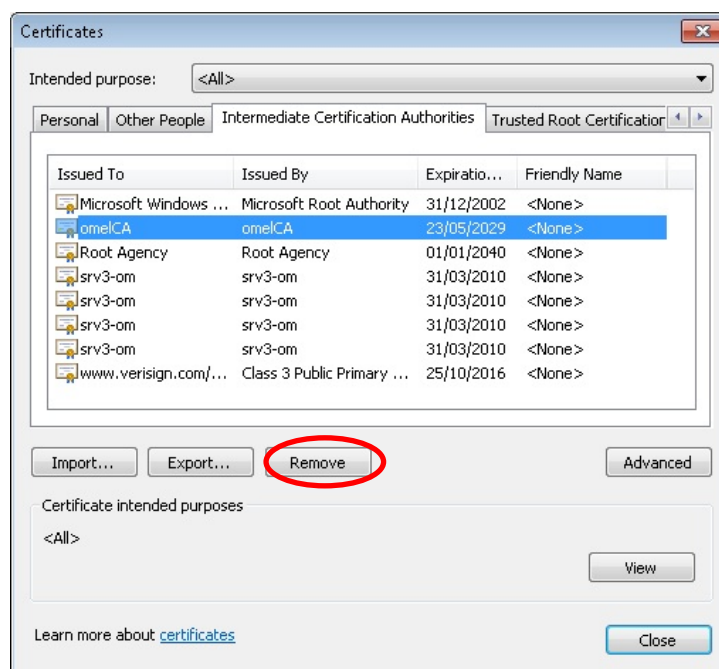 Certificates
Intended purpose: <All>
Personal Other People Intermediate Certification Authorities Trusted Root Certification
Issued To Issued By Expiratio... Friendly Name
Microsoft Windows ... Microsoft Root Authority 31/12/2002 <None>
omelCA omelCA 23/05/2029 <None>
Root Agency Root Agency 01/01/2040 <None>
srv3-om srv3-om 31/03/2010 <None>
srv3-om srv3-om 31/03/2010 <None>
srv3-om srv3-om 31/03/2010 <None>
srv3-om srv3-om 31/03/2010 <None>
www.verisign.com/... Class 3 Public Primary ... 25/10/2016 <None>
Import... Export... Remove Advanced
Certificate intended purposes
<All>
View
Learn more about certificates
Close